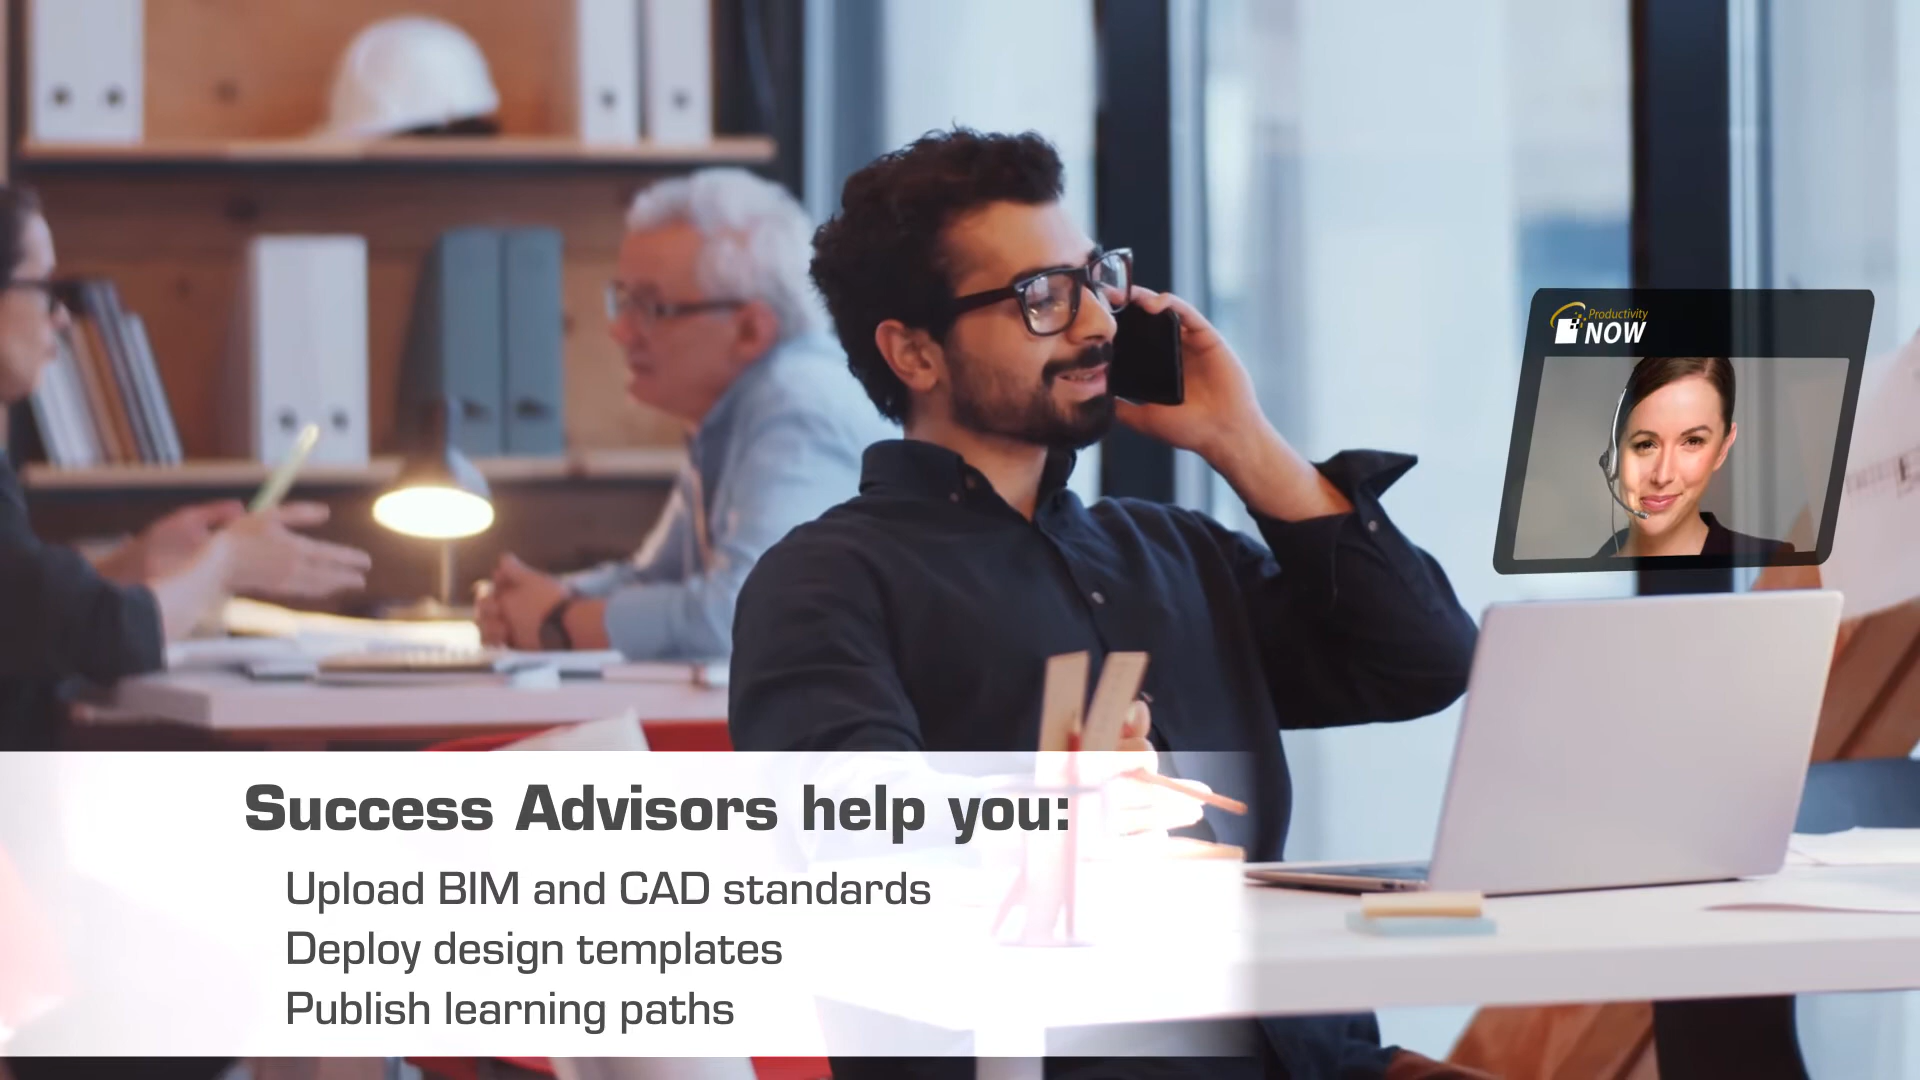 Productivity
NOW
Success Advisors help you:
Upload BIM and CAD standards
Deploy design templates
Publish learning paths